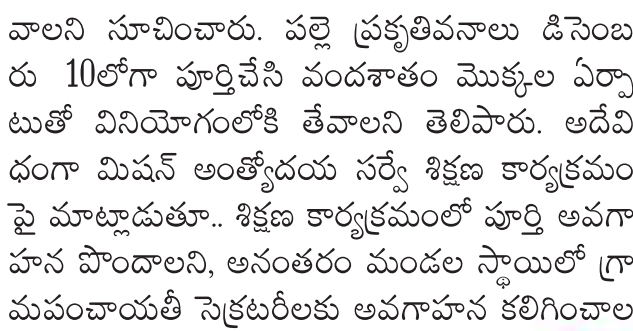 వాలని సూచించారు. పల్లె ప్రకృతివనాలు డిసెంబ
రు 10లోగా పూర్తిచేసి వందశాతం మొక్కల ఏర్పా
టుతో వినియోగంలోకి తేవాలని తెలిపారు. అదేవి
ధంగా మిషన్ అంత్యోదయ సర్వే శిక్షణ కార్యక్రమం
పై మాట్లాడుతూ.. శిక్షణ కార్యక్రమంలో పూర్తి అవగా
హన పొందాలని, అనంతరం మండల స్థాయిలో గ్రా
మపంచాయతీ సెక్రటరీలకు అవగాహన కలిగించాల